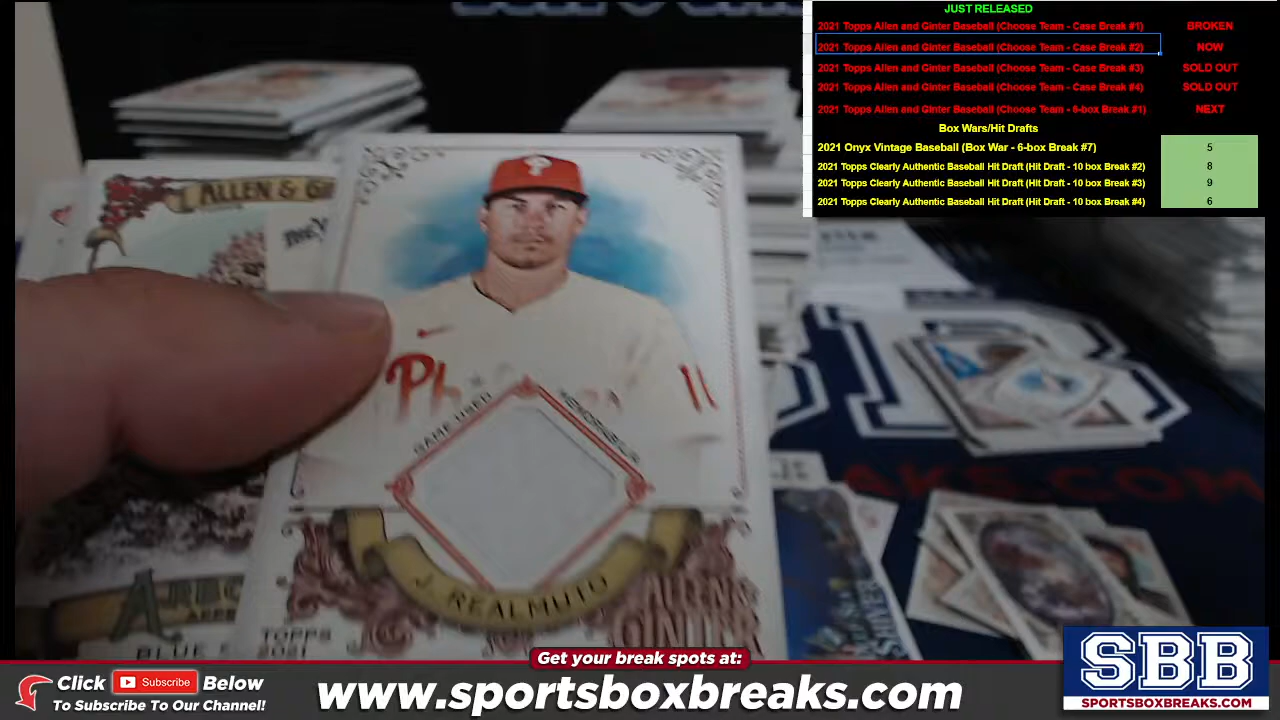 JUST RELEASED
2021 Topps Allen and Ginter Baseball (Choose Team - Case Break #1) BROKEN
2021 Topps Allen and Ginter Baseball (Choose Team - Case Break #2) NOW
2021 Topps Allen and Ginter Baseball (Choose Team - Case Break #3) SOLD OUT
2021 Topps Allen and Ginter Baseball (Choose Team - Case Break #4) SOLD OUT
2021 Topps Allen and Ginter Baseball (Choose Team - 6-box Break #1) NEXT
Box Wars/Hit Drafts
2021 Onyx Vintage Baseball (Box War - 6-box Break #7) 5
2021 Topps Clearly Authentic Baseball Hit Draft (Hit Draft - 10 box Break #2) 8
2021 Topps Clearly Authentic Baseball Hit Draft (Hit Draft - 10 box Break #3) 9
2021 Topps Clearly Authentic Baseball Hit Draft (Hit Draft - 10 box Break #4) 6
ALLEN & GI
Ph
11
GAME USED
J. REALMUTO
ALLEN &
GINTER
TOPPS
2021
BLUE
Get your break spots at:
Click Subscribe Below
To Subscribe To Our Channel!
www.sportsboxbreaks.com
SBB
SPORTSBOXBREAKS.COM